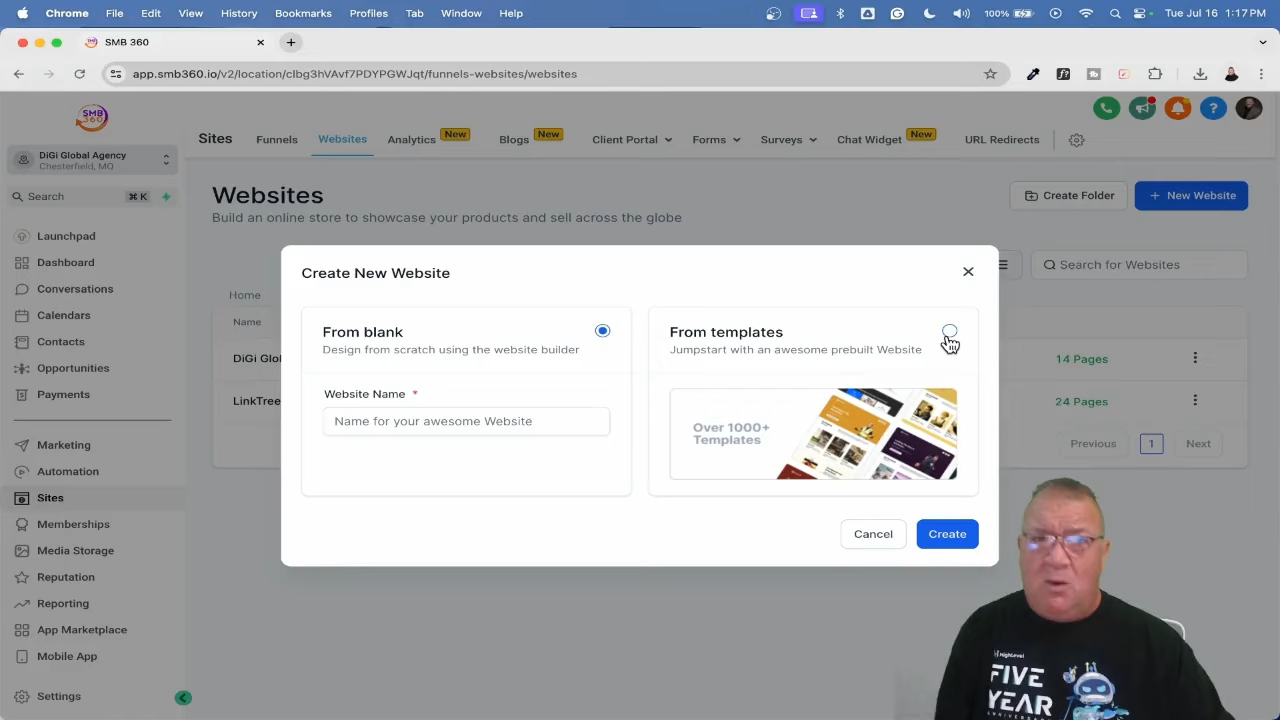 Chrome File Edit View History Bookmarks Profiles Tab Window Help 100% Tue Jul 16 1:17 PM
SMB 360
app.smb360.io/v2/location/clbg3hVAvf7PDYPGWJqt/funnels-websites/websites
SMB
360
Sites Funnels Websites Analytics New Blogs New Client Portal Forms Surveys Chat Widget New URL Redirects
DiGi Global Agency
Chesterfield, MO
Search ⌘ K
Launchpad
Dashboard
Conversations
Calendars
Contacts
Opportunities
Payments
Marketing
Automation
Sites
Memberships
Media Storage
Reputation
Reporting
App Marketplace
Mobile App
Settings
Websites
Build an online store to showcase your products and sell across the globe
Create Folder
+ New Website
Search for Websites
Home
Name
DiGi Glo
14 Pages
LinkTree
24 Pages
Previous 1 Next
Create New Website
From blank
Design from scratch using the website builder
Website Name *
Name for your awesome Website
From templates
Jumpstart with an awesome prebuilt Website
Over 1000+
Templates
Cancel Create
HighLevel
FIVE
YEAR
ANNIVERSARY